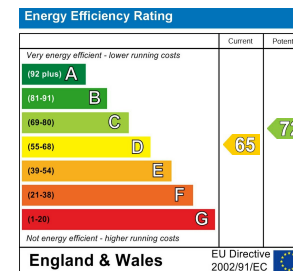 Energy Efficiency Rating
Current
Very energy efficient - lower running costs
(92 plus) A
(81-91) B
(69-80) C
(55-68) D
(39-54) E
(21-38) F
(1-20) G
65
Not energy efficient - higher running costs
England & Wales
EU Directive
2002/91/EC